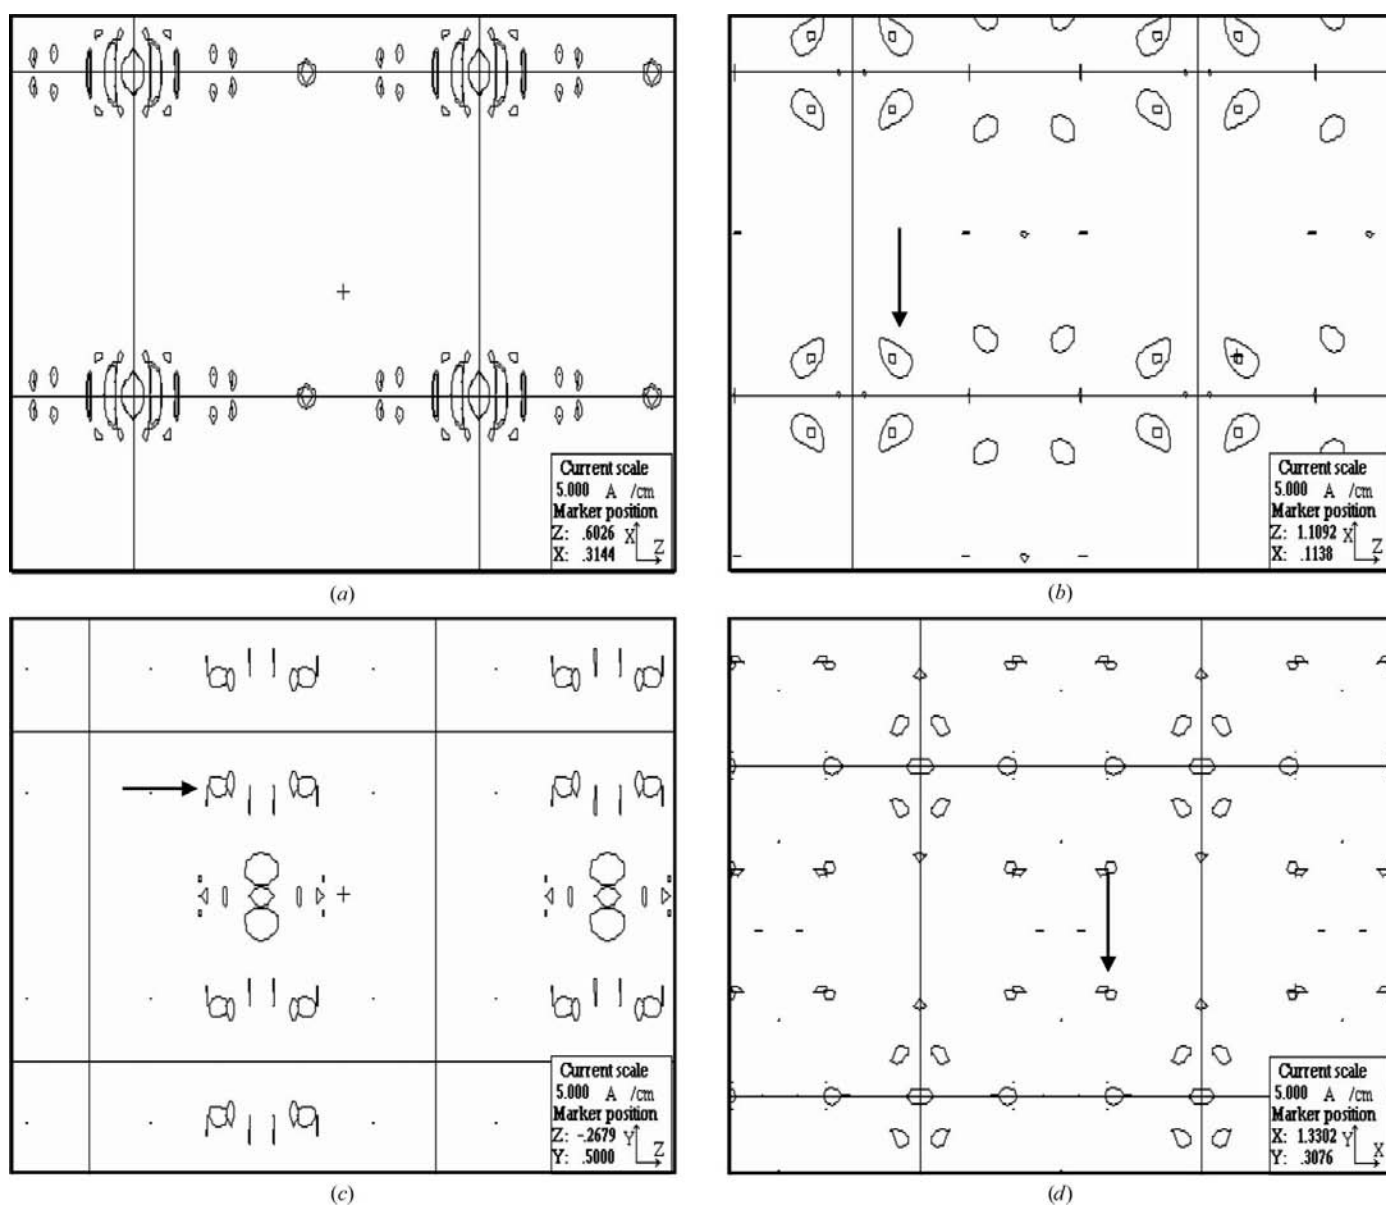 Current scale
5.000 A /cm
Marker position
Z: .6026 X
X: .3144 Z
(a)
Current scale
5.000 A /cm
Marker position
Z: 1.1092 X
X: .1138 Z
(b)
Current scale
5.000 A /cm
Marker position
Z: -.2679 Y
Y: .5000 Z
(c)
Current scale
5.000 A /cm
Marker position
X: 1.3302 Y
Y: .3076 X
(d)